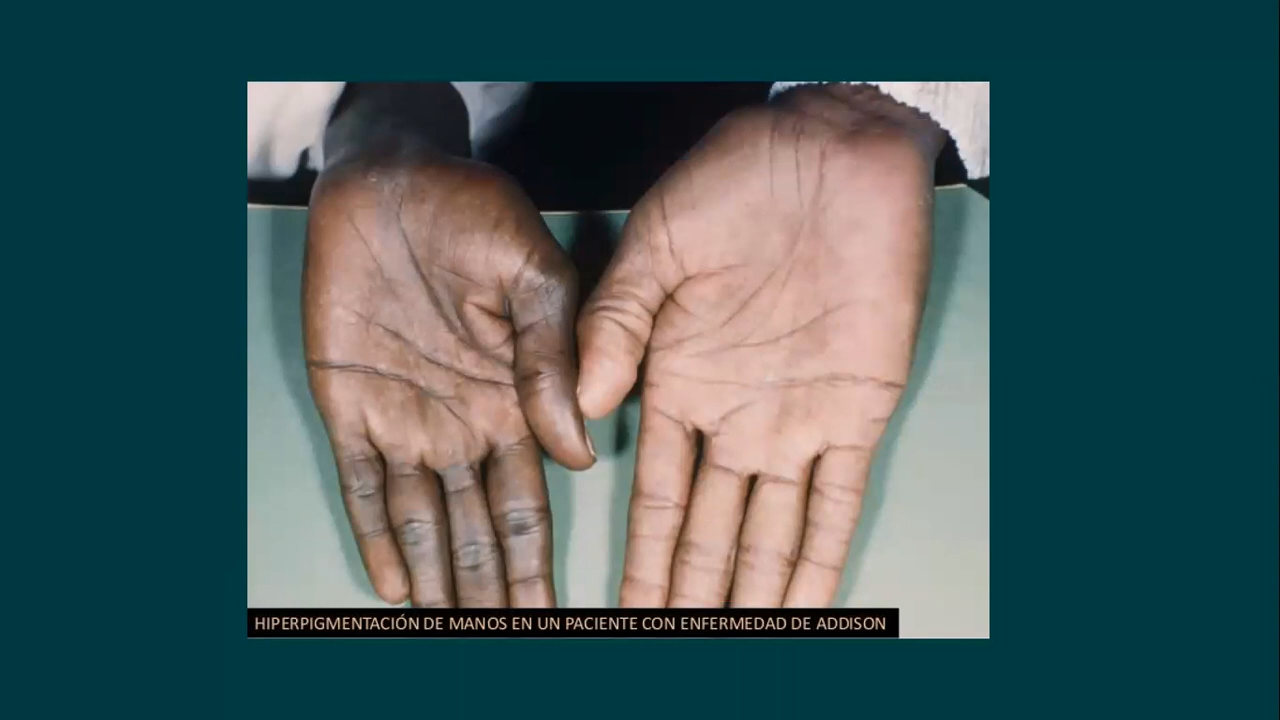 HIPERPIGMENTACIÓN DE MANOS EN UN PACIENTE CON ENFERMEDAD DE ADDISON